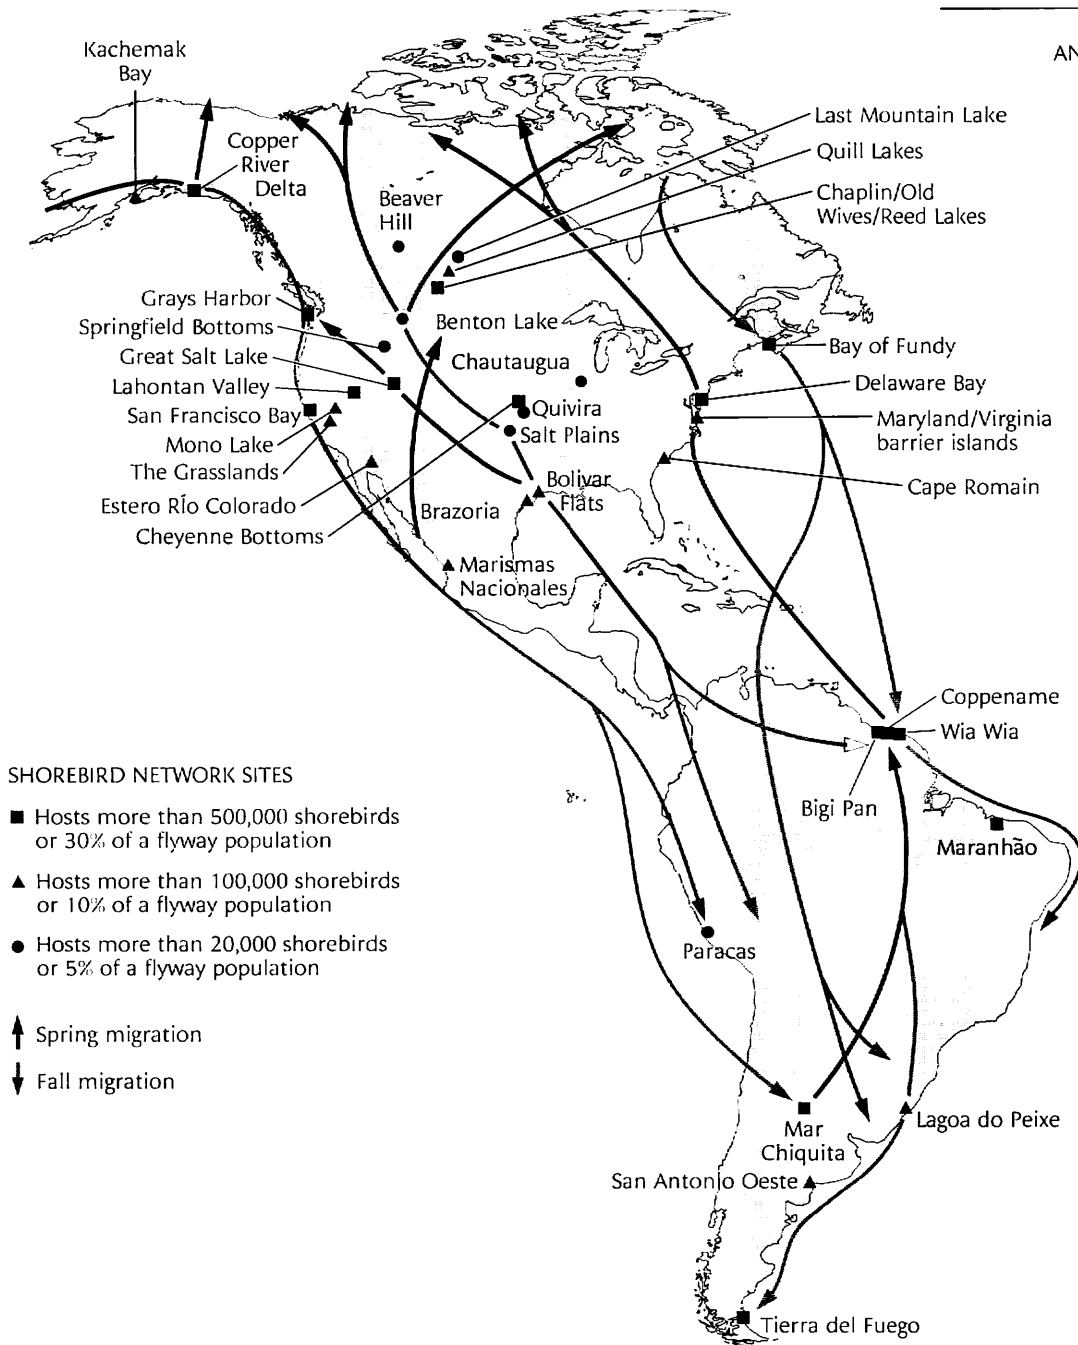 AN
Kachemak
Bay
Copper
River
Delta
Beaver
Hill
Last Mountain Lake
Quill Lakes
Chaplin/Old
Wives/Reed Lakes
Grays Harbor
Springfield Bottoms
Great Salt Lake
Lahontan Valley
San Francisco Bay
Mono Lake
The Grasslands
Estero Río Colorado
Cheyenne Bottoms
Benton Lake
Chautaugua
Quivira
Salt Plains
Bolivar
Flats
Brazoria
Marismas
Nacionales
Bay of Fundy
Delaware Bay
Maryland/Virginia
barrier islands
Cape Romain
Coppename
Wia Wia
Bigi Pan
Maranhão
Paracas
Mar
Chiquita
Lagoa do Peixe
San Antonio Oeste
Tierra del Fuego
SHOREBIRD NETWORK SITES
Hosts more than 500,000 shorebirds
or 30% of a flyway population
Hosts more than 100,000 shorebirds
or 10% of a flyway population
Hosts more than 20,000 shorebirds
or 5% of a flyway population
Spring migration
Fall migration